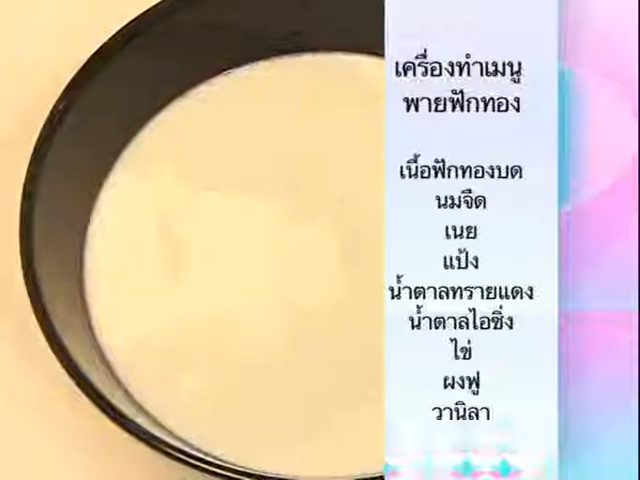 เครื่องทำเมนู
พายฟักทอง
เนื้อฟักทองบด
นมจืด
เนย
แป้ง
น้ำตาลทรายแดง
น้ำตาลไอซิ่ง
ไข่
ผงฟู
วานิลา